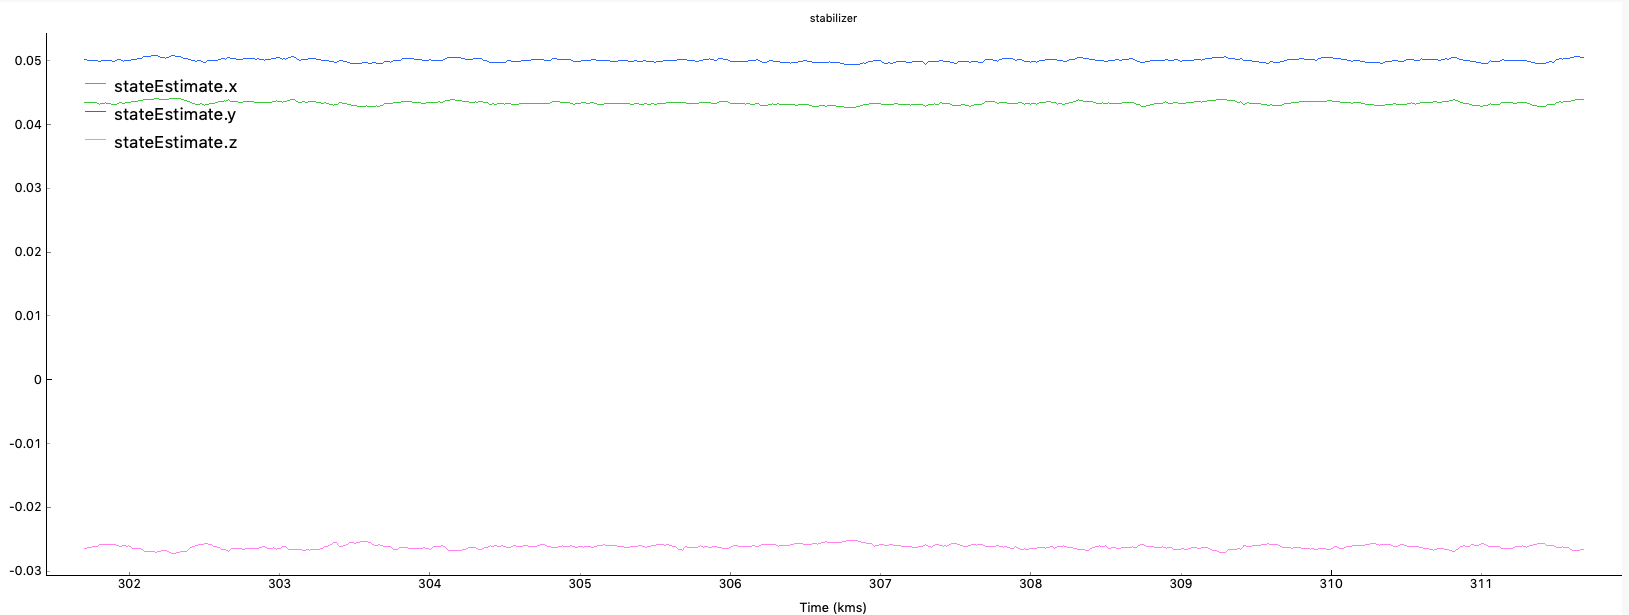 stabilizer
0.05
stateEstimate.x
stateEstimate.y
0.04
stateEstimate.z
0.03
0.02
0.01
0
-0.01
-0.02
-0.03
302 303 304 305 306 307 308 309 310 311
Time (kms)